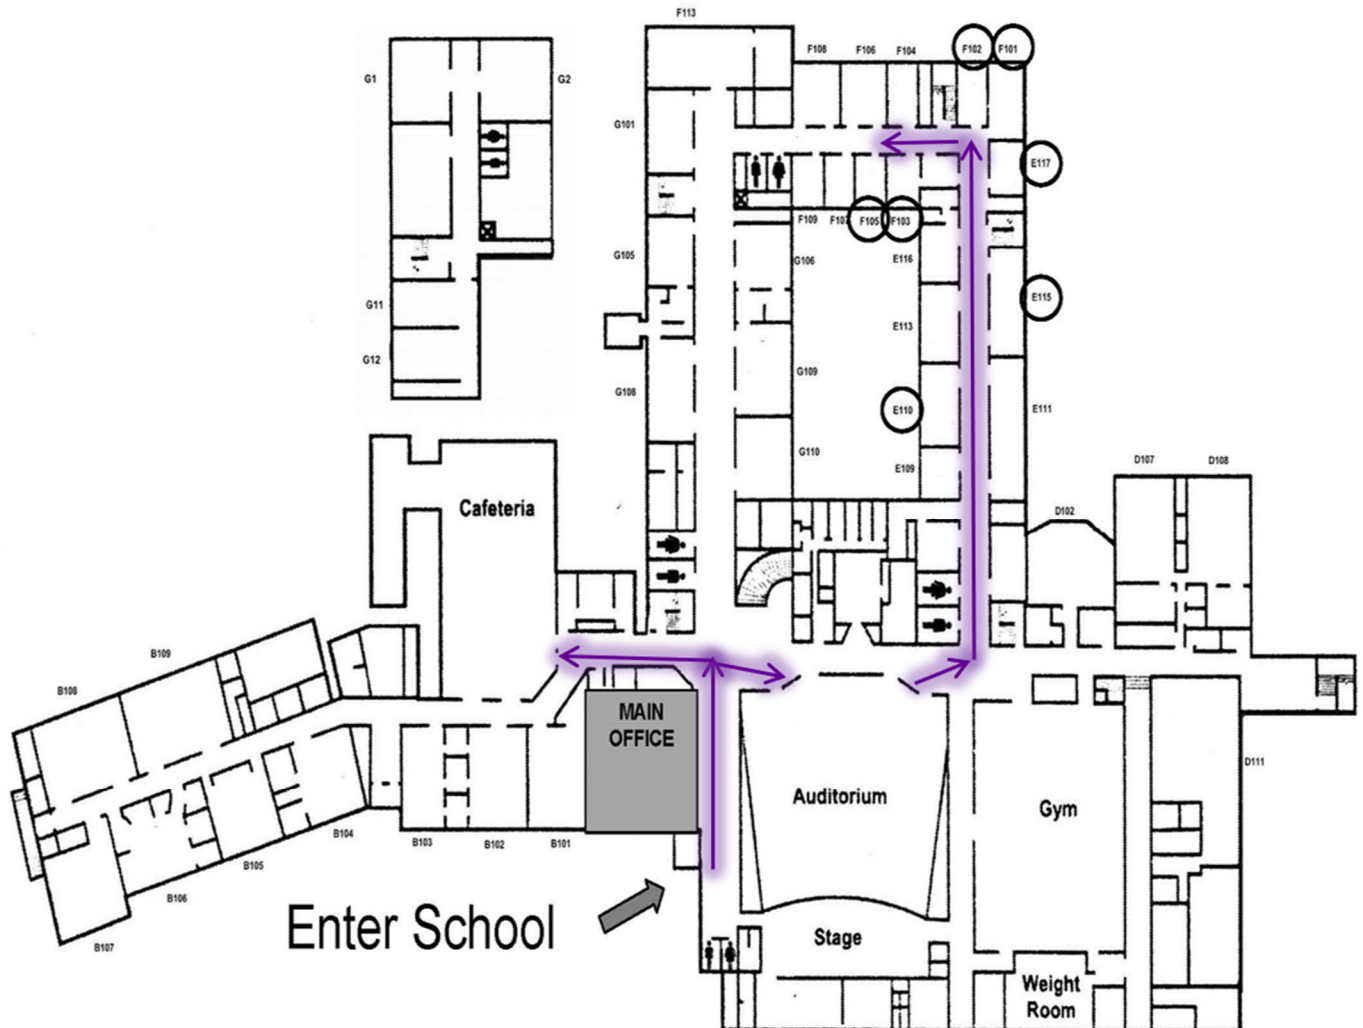 F113
F108
F106
F104
F102
F101
G1
G2
G101
E117
F109
F107
F105
F103
G105
G106
E116
E115
G11
E113
G12
G109
G108
E110
E111
G110
E109
D107
D108
Cafeteria
D102
B109
B108
MAIN
OFFICE
D111
Auditorium
Gym
B104
B103
B102
B101
B105
B106
Enter School
B107
Stage
Weight
Room